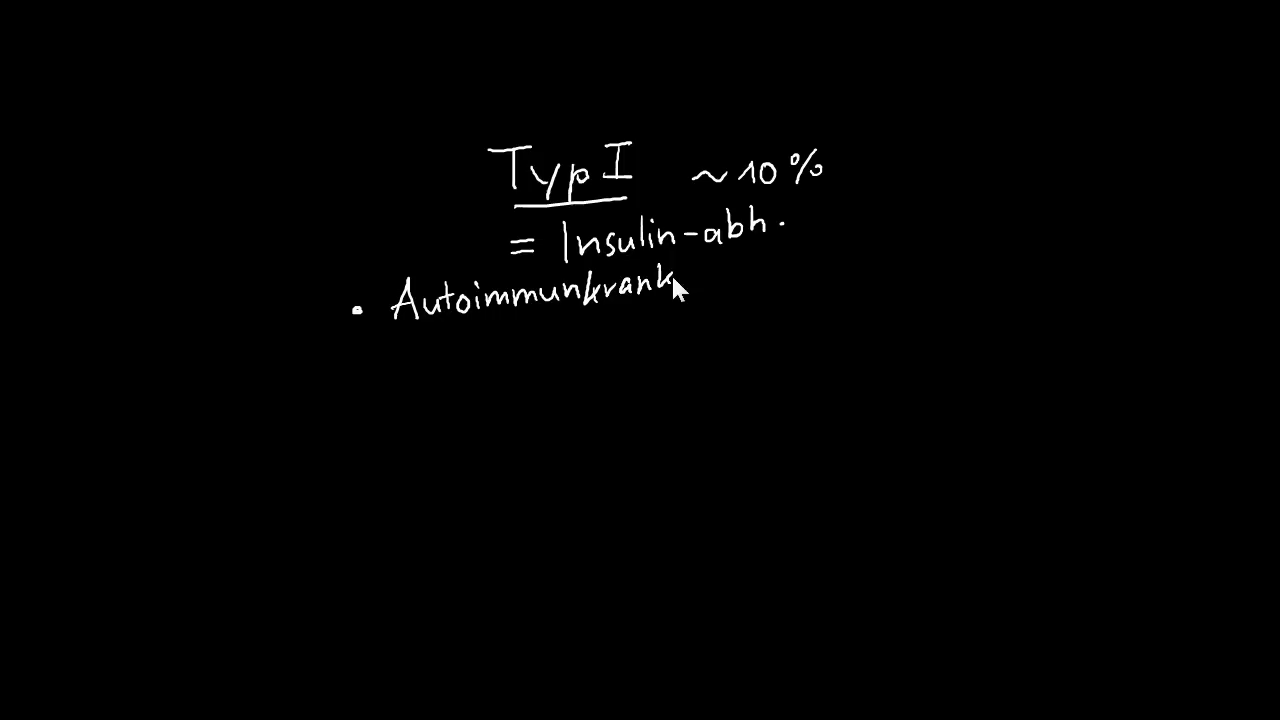 Typ I ~10%
= Insulin-abh.
• Autoimmunkrank